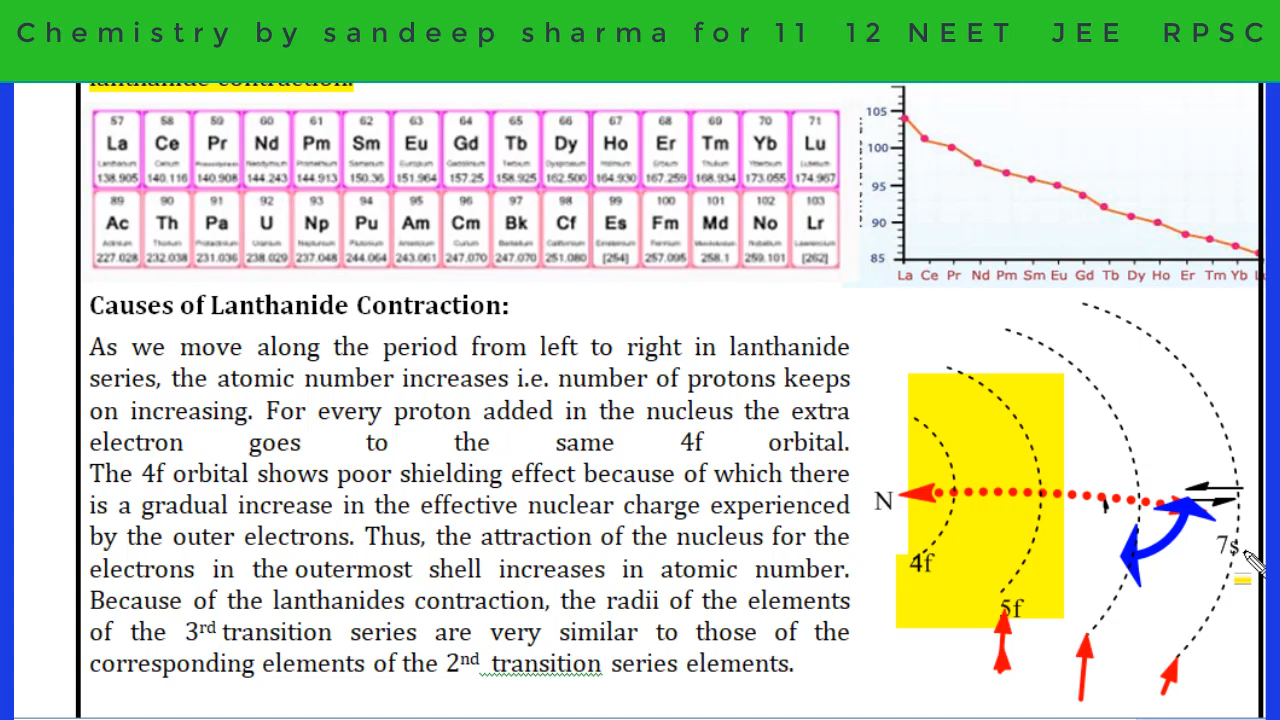 Chemistry by sandeep sharma for 11 12 NEET JEE RPSC
lanthanide contraction.
57 58 59 60 61 62 63 64 65 66 67 68 69 70 71
La Ce Pr Nd Pm Sm Eu Gd Tb Dy Ho Er Tm Yb Lu
138.905 140.116 140.908 144.243 144.913 150.36 151.964 157.25 158.925 162.500 164.930 167.259 168.934 173.055 174.967
89 90 91 92 93 94 95 96 97 98 99 100 101 102 103
Ac Th Pa U Np Pu Am Cm Bk Cf Es Fm Md No Lr
227.028 232.038 231.036 238.029 237.048 244.064 243.061 247.070 247.070 251.080 [254] 257.095 258.1 259.101 [262]
105
100
95
90
85
La Ce Pr Nd Pm Sm Eu Gd Tb Dy Ho Er Tm Yb
Causes of Lanthanide Contraction:
As we move along the period from left to right in lanthanide
series, the atomic number increases i.e. number of protons keeps
on increasing. For every proton added in the nucleus the extra
electron goes to the same 4f orbital.
The 4f orbital shows poor shielding effect because of which there
is a gradual increase in the effective nuclear charge experienced
by the outer electrons. Thus, the attraction of the nucleus for the
electrons in the outermost shell increases in atomic number.
Because of the lanthanides contraction, the radii of the elements
of the 3rd transition series are very similar to those of the
corresponding elements of the 2nd transition series elements.
N
4f
5f
7s